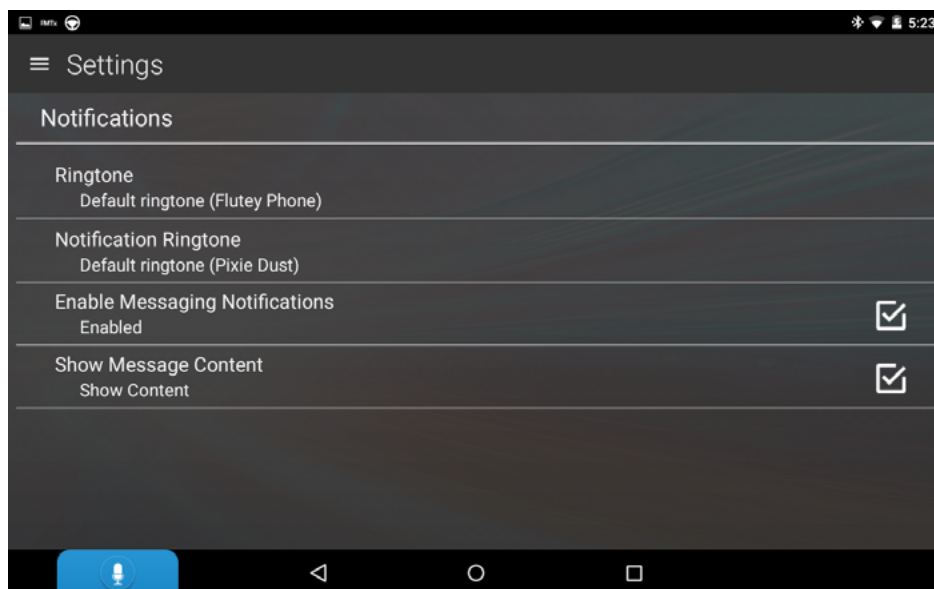 5:23
Settings
Notifications
Ringtone
Default ringtone (Flutey Phone)
Notification Ringtone
Default ringtone (Pixie Dust)
Enable Messaging Notifications
Enabled
Show Message Content
Show Content